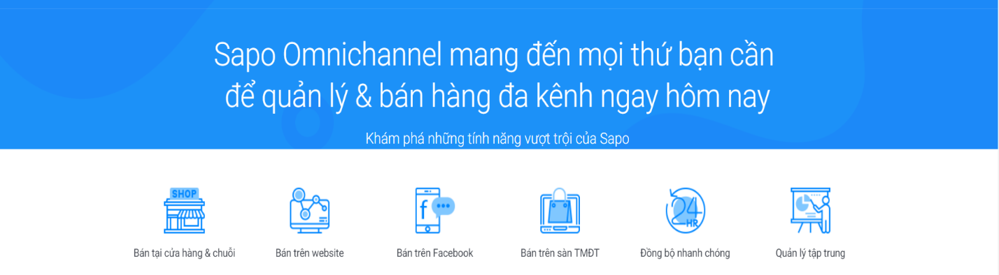 Sapo Omnichannel mang đến mọi thứ bạn cần
để quản lý & bán hàng đa kênh ngay hôm nay
Khám phá những tính năng vượt trội của Sapo
SHOP
f
24
HR
Bán tại cửa hàng & chuỗi
Bán trên website
Bán trên Facebook
Bán trên sàn TMĐT
Đồng bộ nhanh chóng
Quản lý tập trung